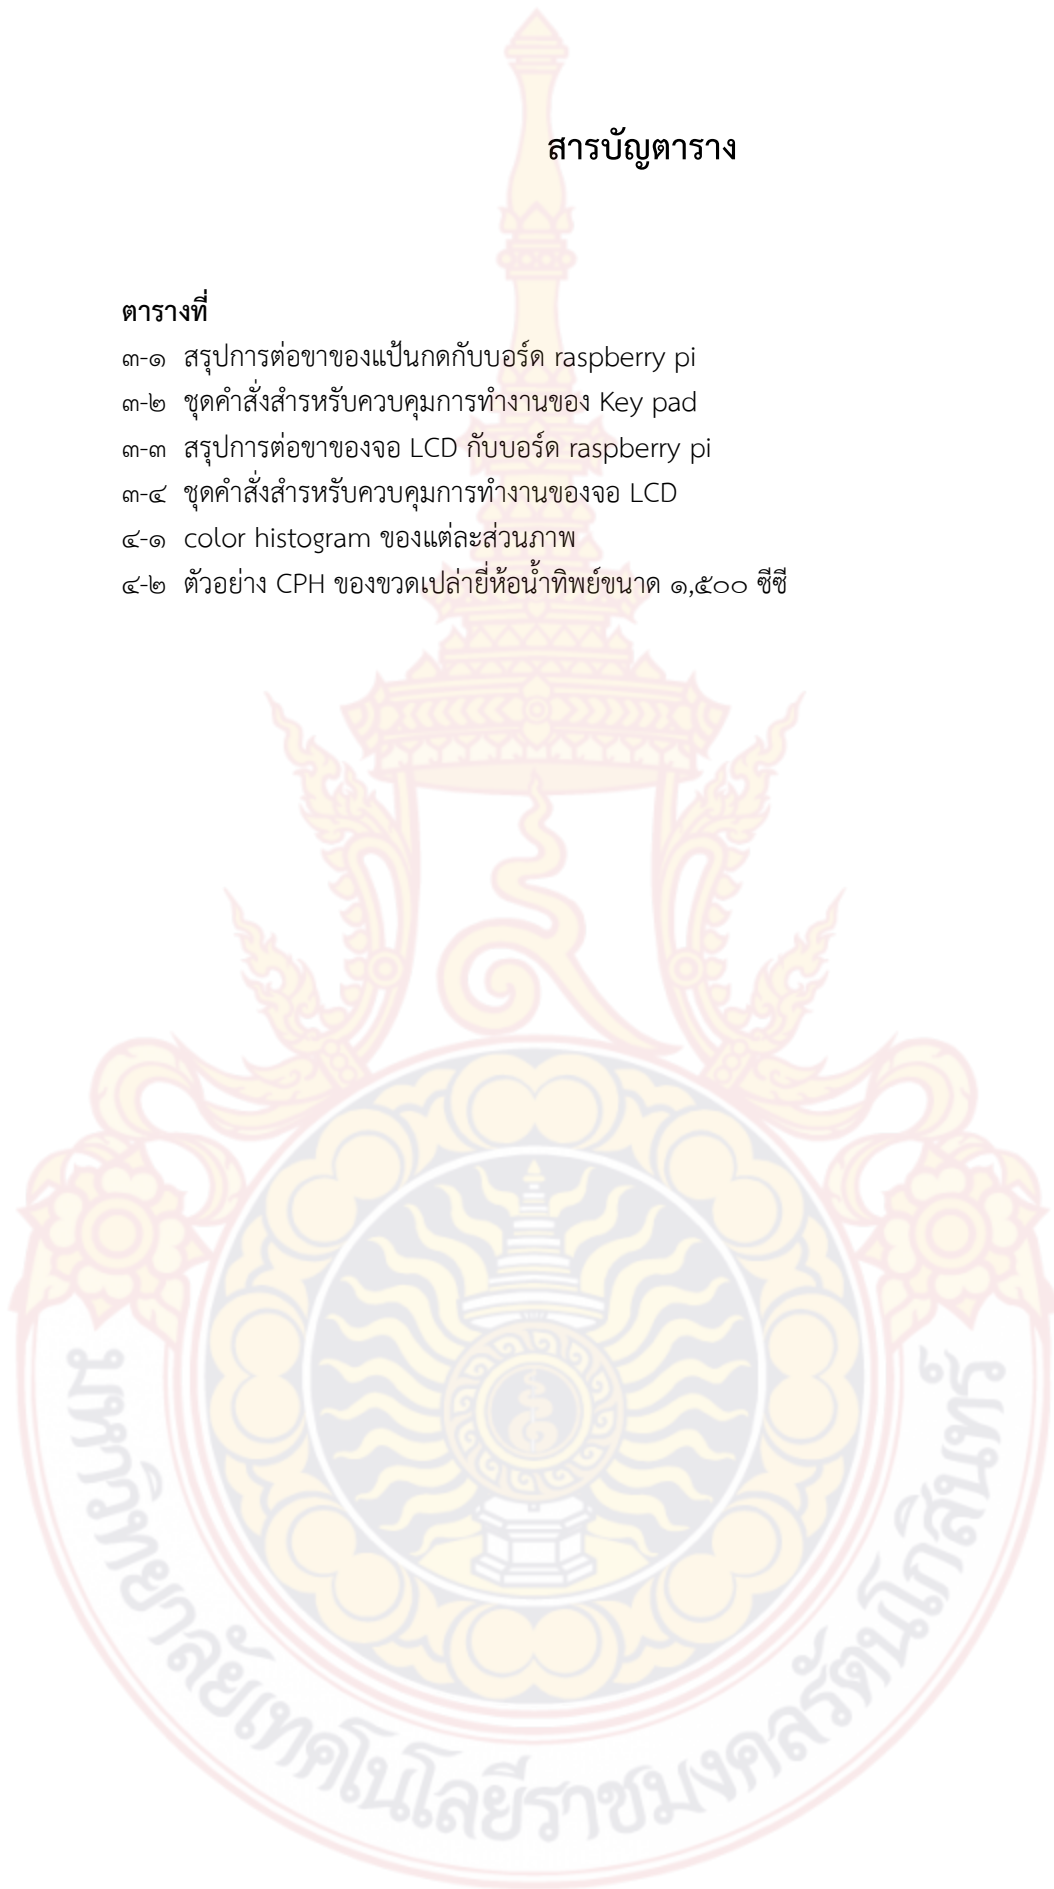 สารบัญตาราง
ตารางที่
๓-๑ สรุปการต่อขาของแป้นกดกับบอร์ด raspberry pi
๓-๒ ชุดคำสั่งสำรหรับควบคุมการทำงานของ Key pad
๓-๓ สรุปการต่อขาของจอ LCD กับบอร์ด raspberry pi
๓-๔ ชุดคำสั่งสำรหรับควบคุมการทำงานของจอ LCD
๔-๑ color histogram ของแต่ละส่วนภาพ
๔-๒ ตัวอย่าง CPH ของขวดเปล่ายี่ห้อน้ำทิพย์ขนาด ๑,๕๐๐ ซีซี
มหาวิทยาลัยเทคโนโลยีราชมงคลรัตนโกสินทร์